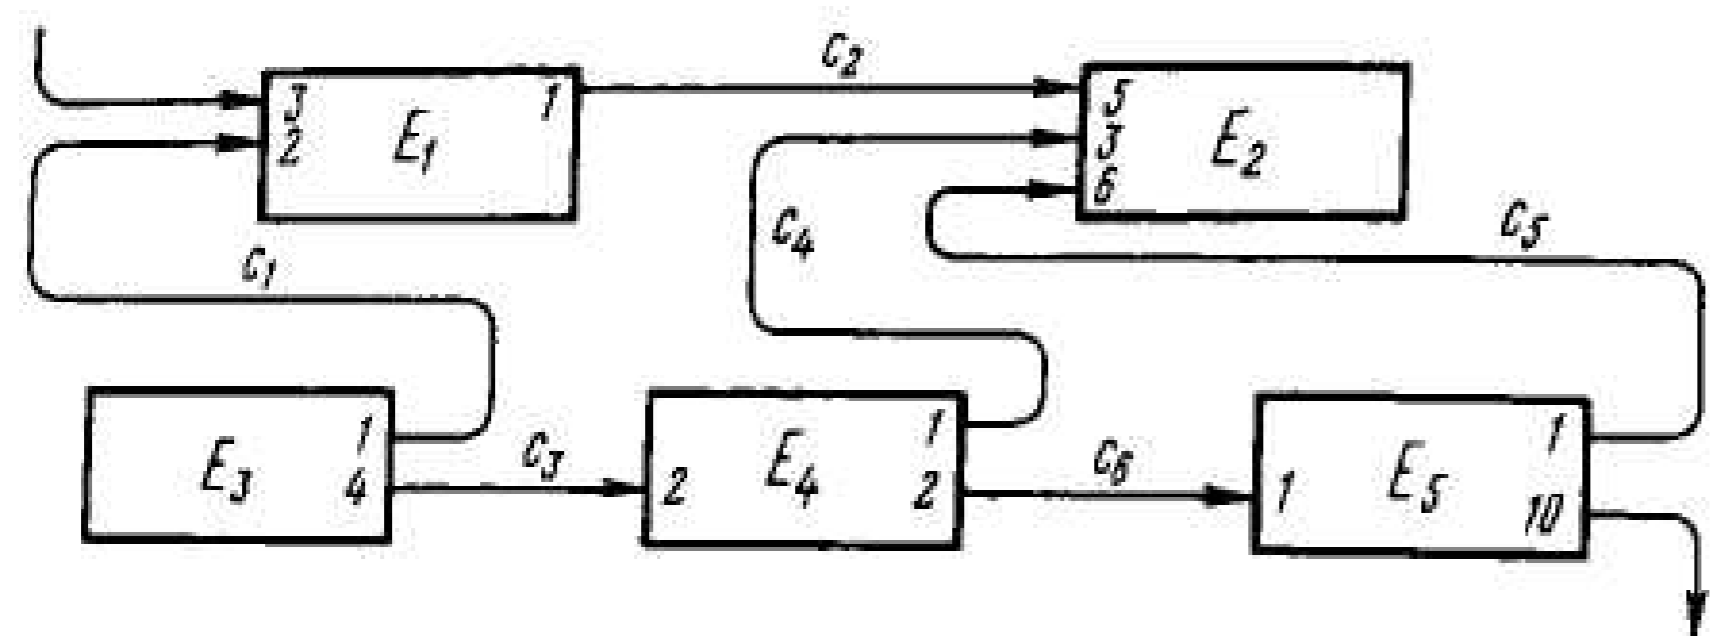 C₂
3 1 5
2 E₁ 3 E₂
6
C₄ C₅
C₁
1 1 1
E₃ 4 C₃ 2 E₄ 2 C₆ 1 E₅ 10